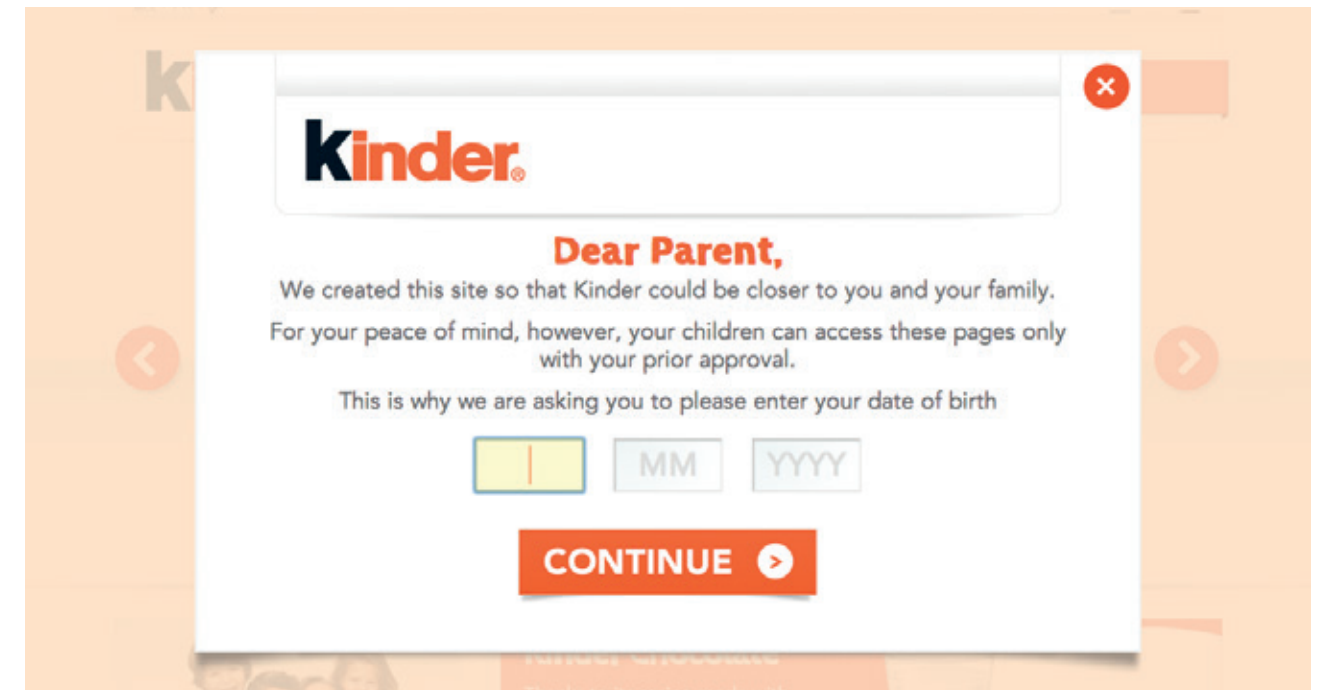 kinder®
Dear Parent,
We created this site so that Kinder could be closer to you and your family.
For your peace of mind, however, your children can access these pages only
with your prior approval.
This is why we are asking you to please enter your date of birth
MM YYYY
CONTINUE
Kinder Chocolate